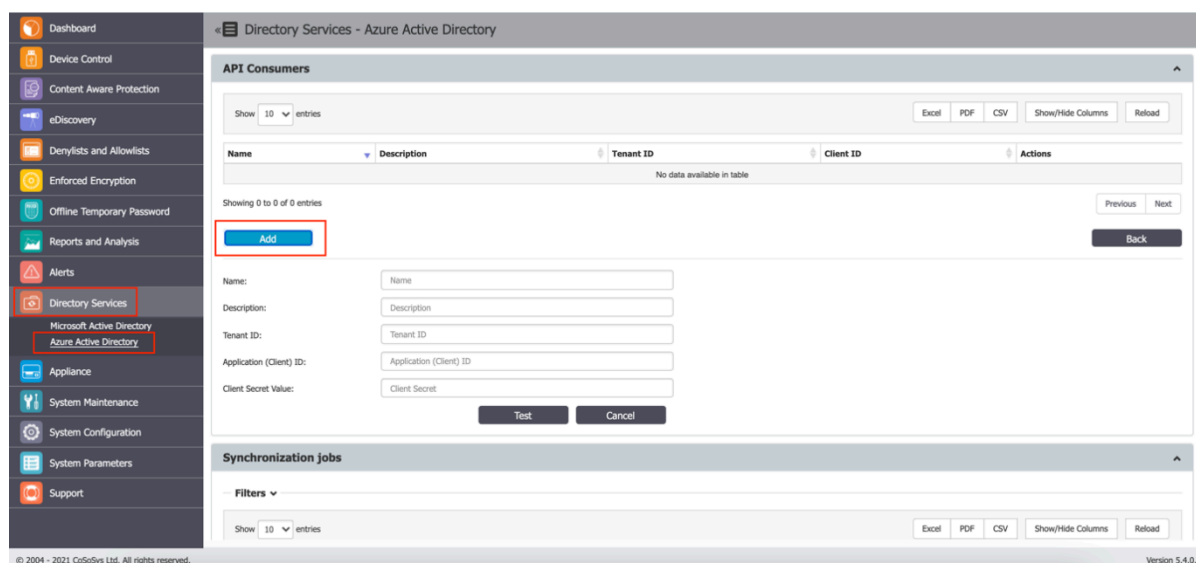 Dashboard
Device Control
Content Aware Protection
eDiscovery
Denylists and Allowlists
Enforced Encryption
Offline Temporary Password
Reports and Analysis
Alerts
Directory Services
Microsoft Active Directory
Azure Active Directory
Appliance
System Maintenance
System Configuration
System Parameters
Support
Directory Services - Azure Active Directory
API Consumers
Show 10 entries Excel PDF CSV Show/Hide Columns Reload
Name Description Tenant ID Client ID Actions
No data available in table
Showing 0 to 0 of 0 entries Previous Next
Add Back
Name: Name
Description: Description
Tenant ID: Tenant ID
Application (Client) ID: Application (Client) ID
Client Secret Value: Client Secret
Test Cancel
Synchronization jobs
Filters
Show 10 entries Excel PDF CSV Show/Hide Columns Reload
© 2004 - 2021 CoSoSys Ltd. All rights reserved. Version 5.4.0.